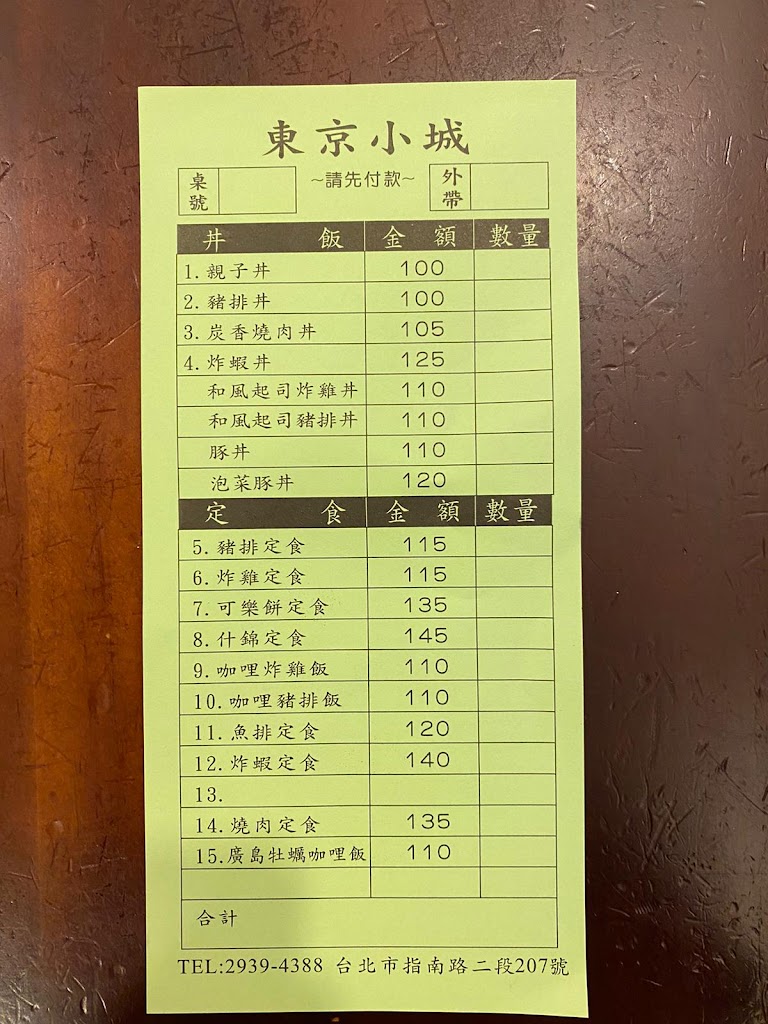 東京小城
桌號 ~請先付款~ 外帶
丼飯 金額 數量
1.親子丼 100
2.豬排丼 100
3.炭香燒肉丼 105
4.炸蝦丼 125
和風起司炸雞丼 110
和風起司豬排丼 110
豚丼 110
泡菜豚丼 120
定食 金額 數量
5.豬排定食 115
6.炸雞定食 115
7.可樂餅定食 135
8.什錦定食 145
9.咖哩炸雞飯 110
10.咖哩豬排飯 110
11.魚排定食 120
12.炸蝦定食 140
13.
14.燒肉定食 135
15.廣島牡蠣咖哩飯 110
合計
TEL:2939-4388 台北市指南路二段207號